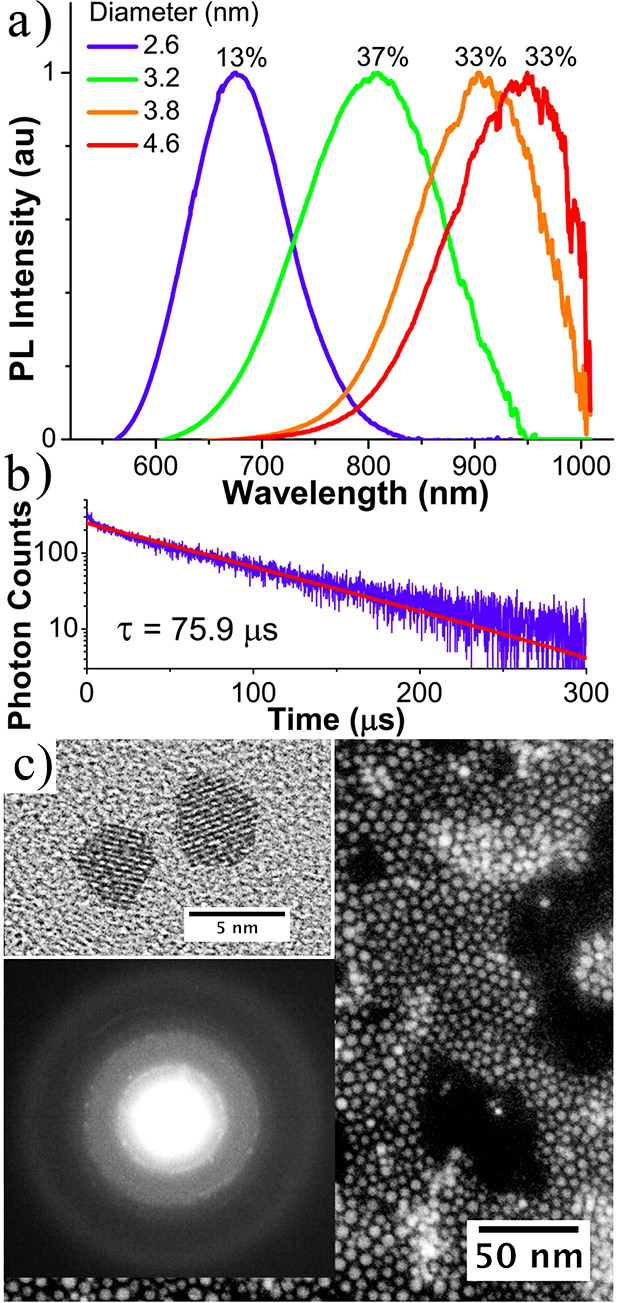 a)
Diameter (nm)
2.6
3.2
3.8
4.6
13%
37%
33%
33%
1
0
PL Intensity (au)
600
700
800
900
1000
Wavelength (nm)
b)
Photon Counts
100
10
τ = 75.9 μs
0
100
200
300
Time (μs)
c)
5 nm
50 nm